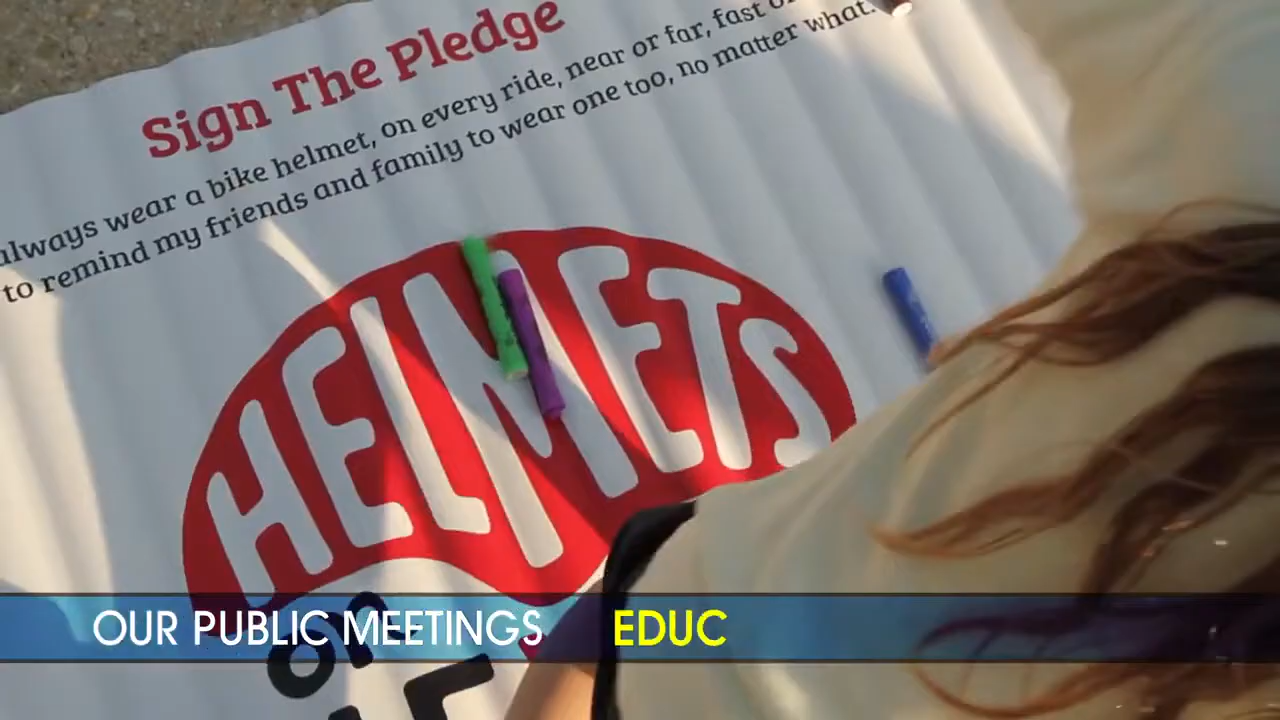 Sign The Pledge
always wear a bike helmet, on every ride, near or far, fast
to remind my friends and family to wear one too, no matter what.
HELMETS
on
OUR PUBLIC MEETINGS EDUC